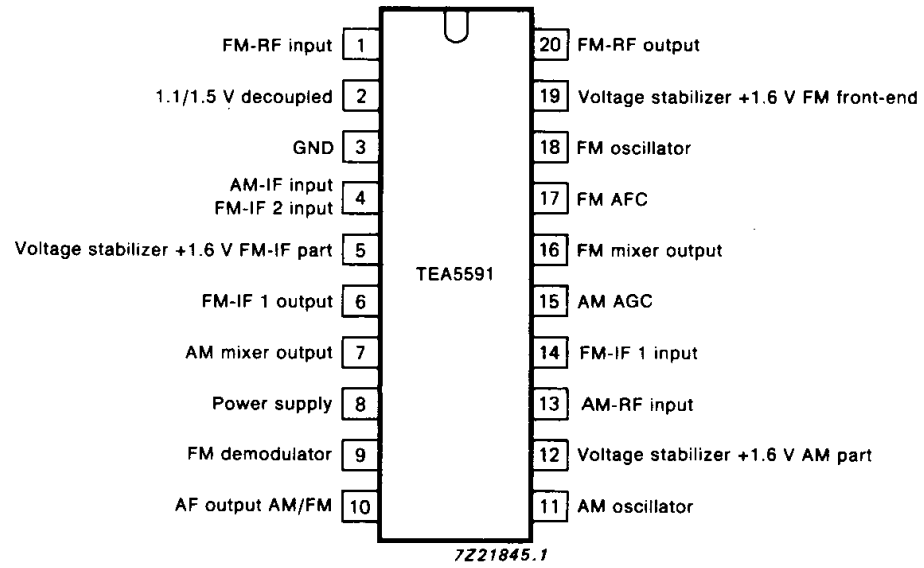 FM-RF input 1
1.1/1.5 V decoupled 2
GND 3
AM-IF input
FM-IF 2 input 4
Voltage stabilizer +1.6 V FM-IF part 5
FM-IF 1 output 6
AM mixer output 7
Power supply 8
FM demodulator 9
AF output AM/FM 10
TEA5591
20 FM-RF output
19 Voltage stabilizer +1.6 V FM front-end
18 FM oscillator
17 FM AFC
16 FM mixer output
15 AM AGC
14 FM-IF 1 input
13 AM-RF input
12 Voltage stabilizer +1.6 V AM part
11 AM oscillator
7Z21845.1